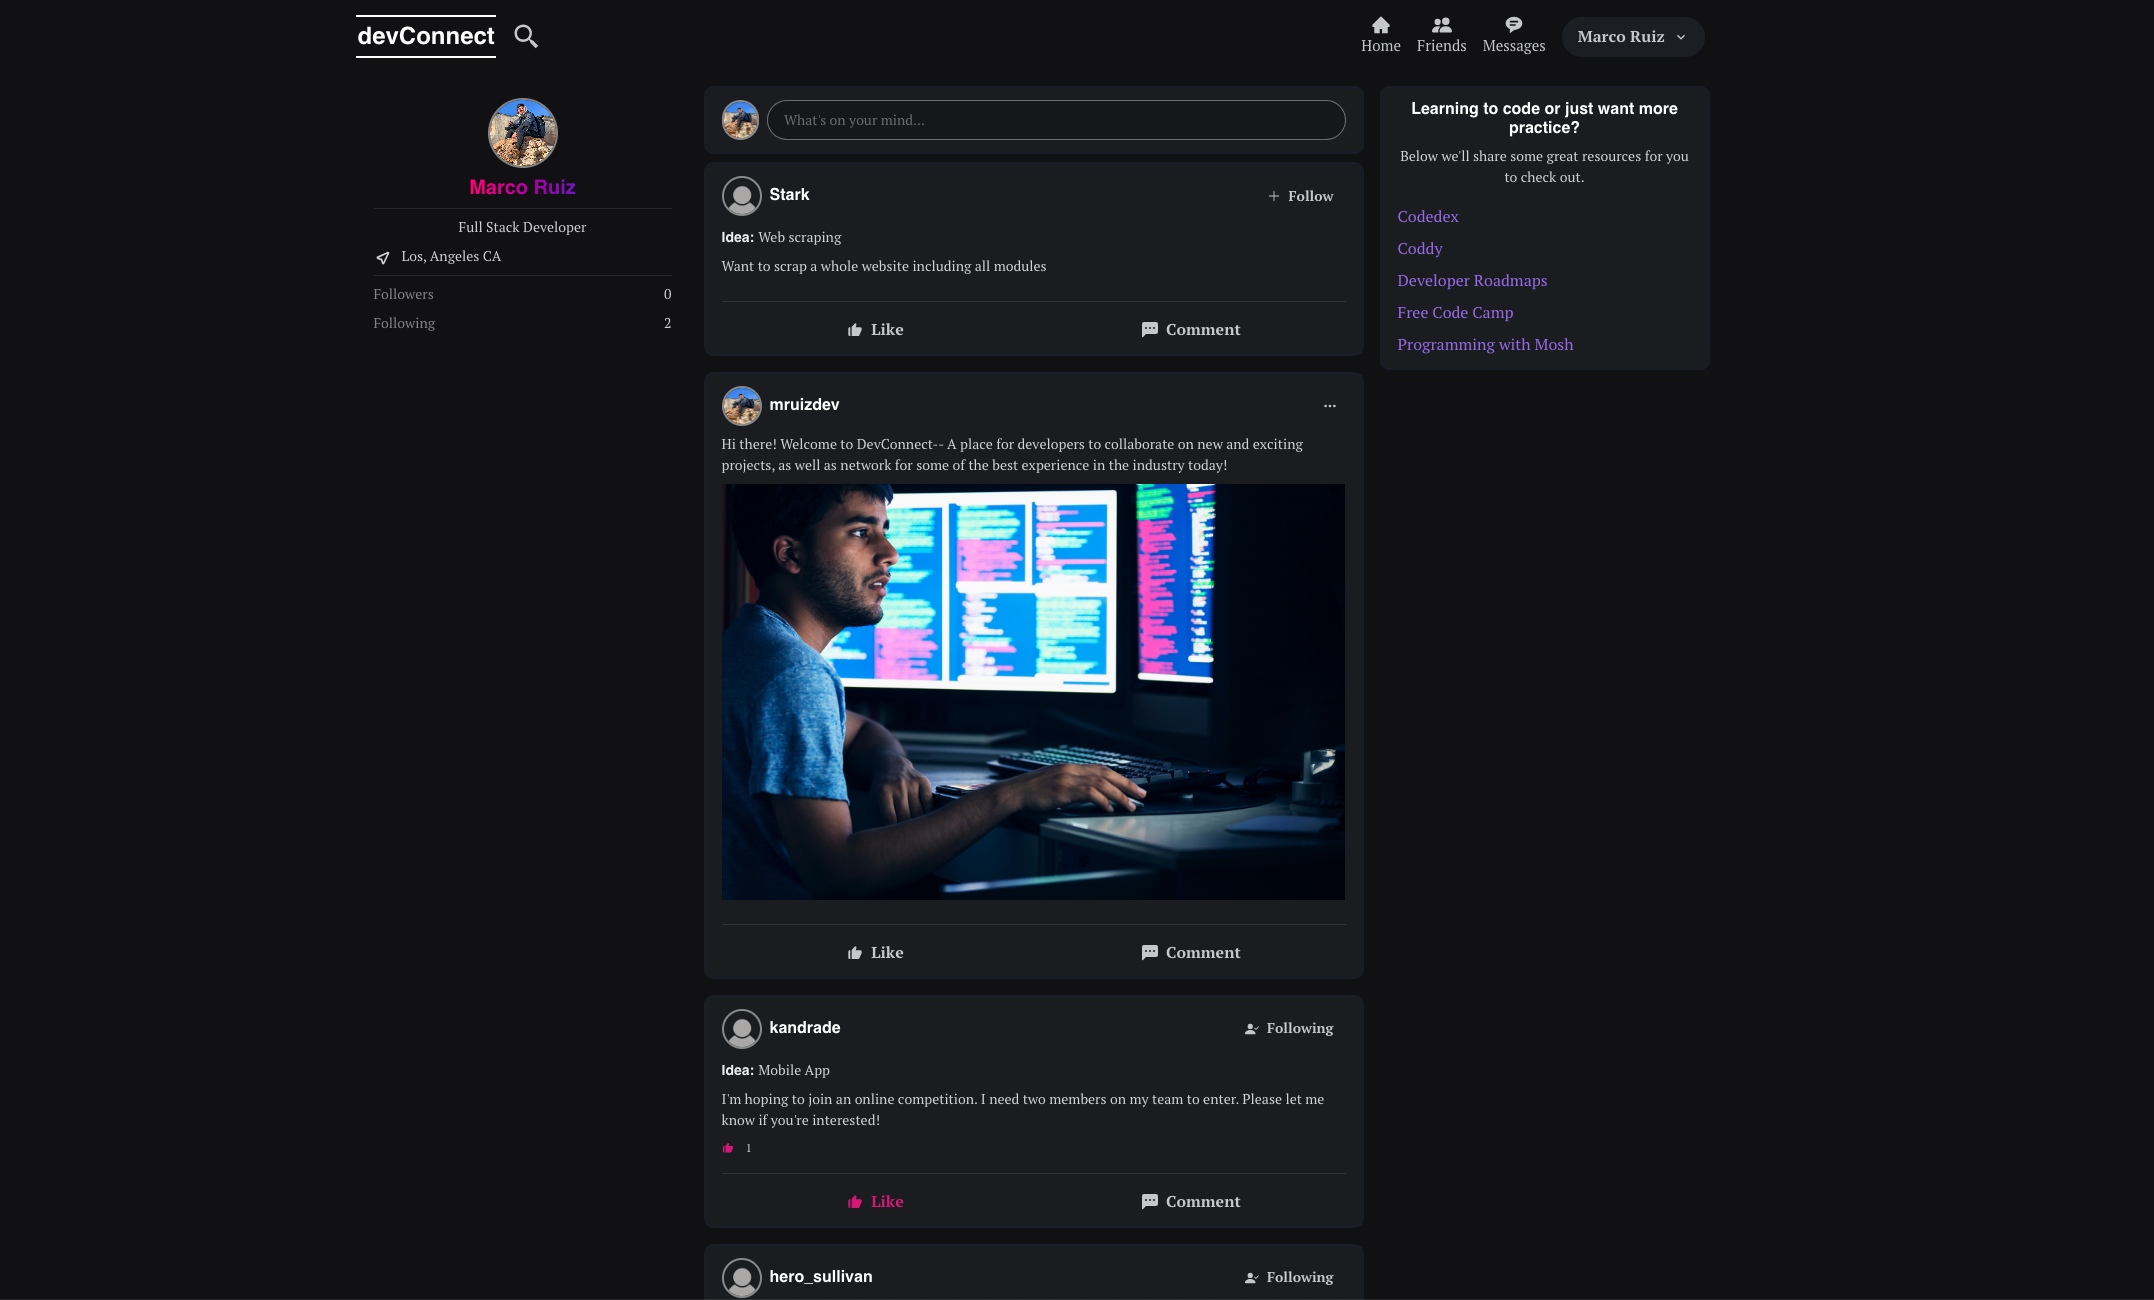 devConnect
Home
Friends
Messages
Marco Ruiz
Marco Ruiz
Full Stack Developer
Los, Angeles CA
Followers 0
Following 2
What's on your mind...
Stark
Follow
Idea: Web scraping
Want to scrap a whole website including all modules
Like
Comment
mruizdev
Hi there! Welcome to DevConnect-- A place for developers to collaborate on new and exciting
projects, as well as network for some of the best experience in the industry today!
Like
Comment
kandrade
Following
Idea: Mobile App
I'm hoping to join an online competition. I need two members on my team to enter. Please let me
know if you're interested!
1
Like
Comment
hero_sullivan
Following
Learning to code or just want more
practice?
Below we'll share some great resources for you
to check out.
Codedex
Coddy
Developer Roadmaps
Free Code Camp
Programming with Mosh